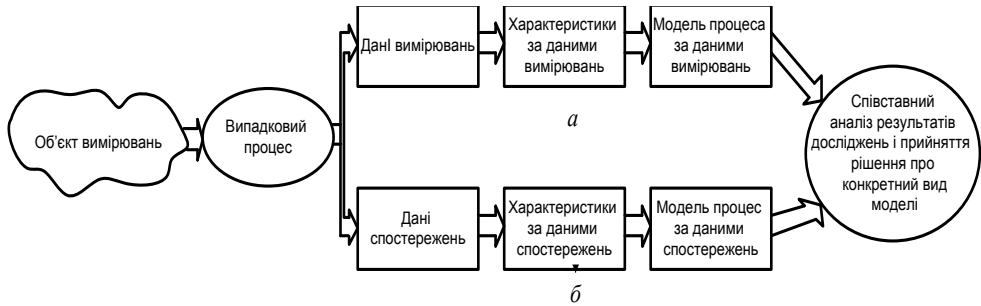 Об’єкт вимірювань
Випадковий
процес
ДанІ вимірювань
Характеристики
за даними
вимірювань
Модель процеса
за даними
вимірювань
а
Дані
спостережень
Характеристики
за даними
спостережень
Модель процес
за даними
спостережень
б
Співставний
аналіз результатів
досліджень і прийняття
рішення про
конкретний вид
моделі